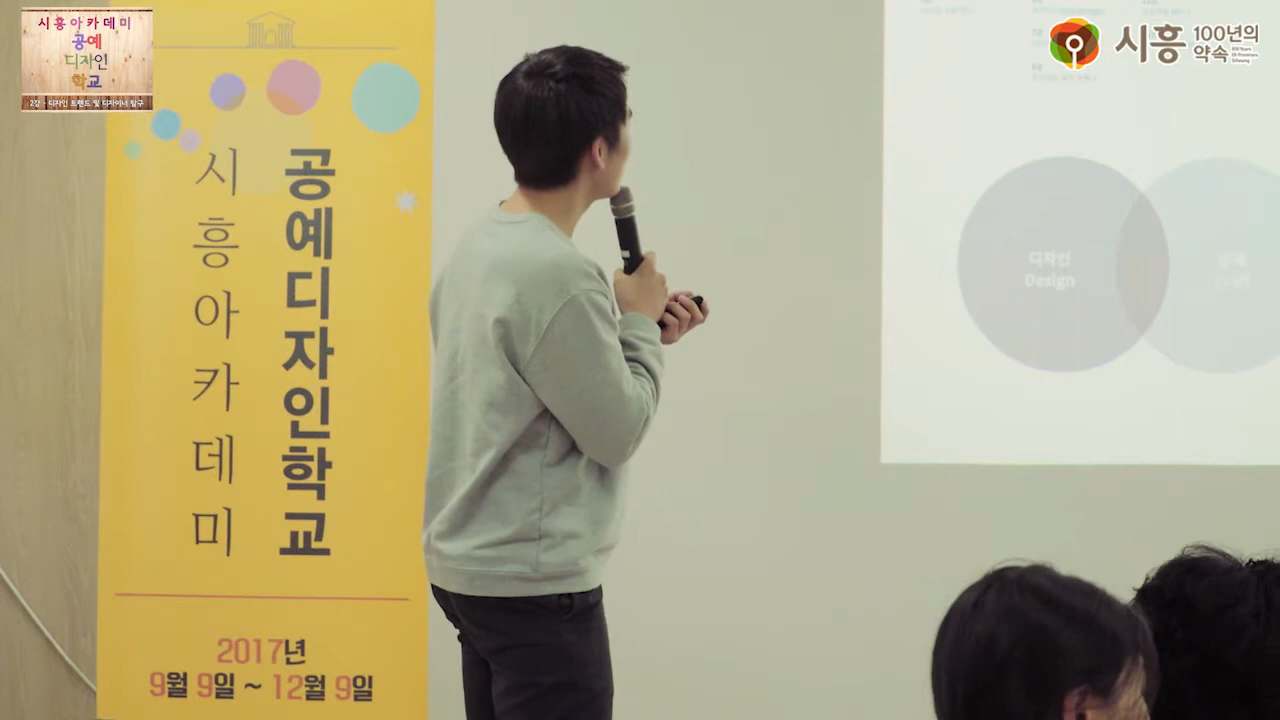 시흥아카데미
공예
디자인
학교
2강 - 디자인 트렌드 및 디자이너 탐구
시흥
100년의
약속
시흥아카데미
공예디자인학교
2017년
9월 9일 ~ 12월 9일
디자인
Design